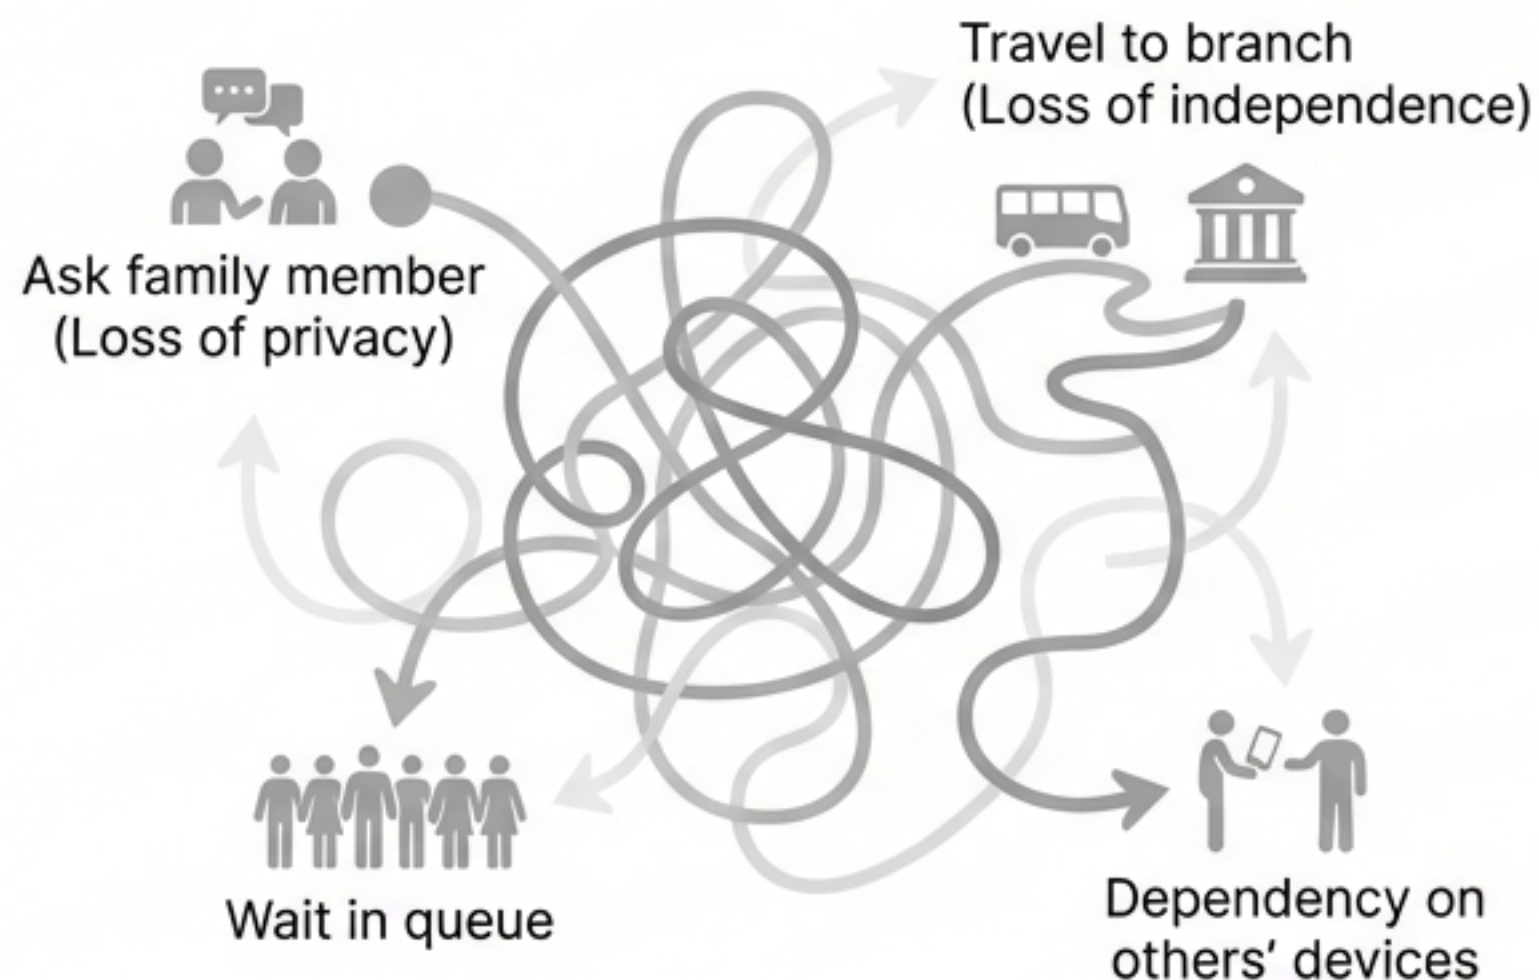 Travel to branch
(Loss of independence)
Ask family member
(Loss of privacy)
Wait in queue
Dependency on
others’ devices